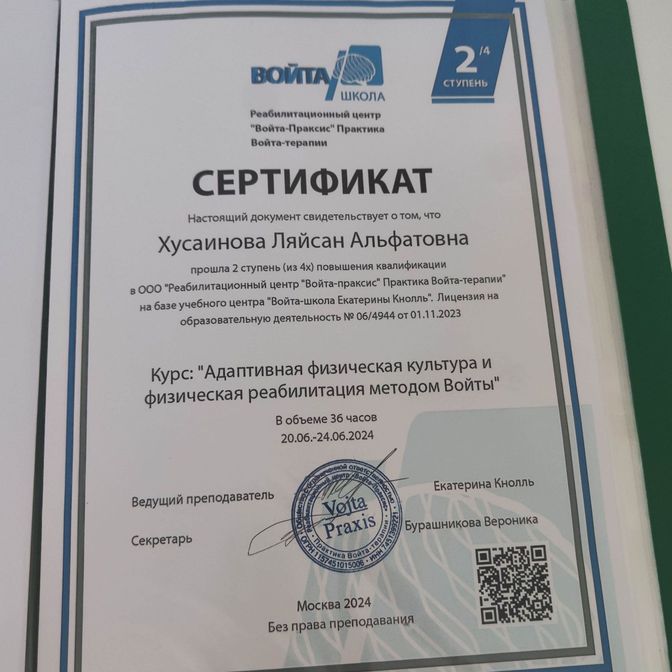 ВОЙТА
ШКОЛА
2/4
СТУПЕНЬ
Реабилитационный центр
"Войта-Праксис" Практика
Войта-терапии
СЕРТИФИКАТ
Настоящий документ свидетельствует о том, что
Хусаинова Ляйсан Альфатовна
прошла 2 ступень (из 4х) повышения квалификации
в ООО "Реабилитационный центр "Войта-праксис" Практика Войта-терапии"
на базе учебного центра "Войта-школа Екатерины Кнолль". Лицензия на
образовательную деятельность № 06/4944 от 01.11.2023
Курс: "Адаптивная физическая культура и
физическая реабилитация методом Войты"
В объеме 36 часов
20.06.-24.06.2024
Ведущий преподаватель
Екатерина Кнолль
Vojta
Praxis
Практика Войта-терапии
Секретарь
Бурашникова Вероника
Москва 2024
Без права преподавания